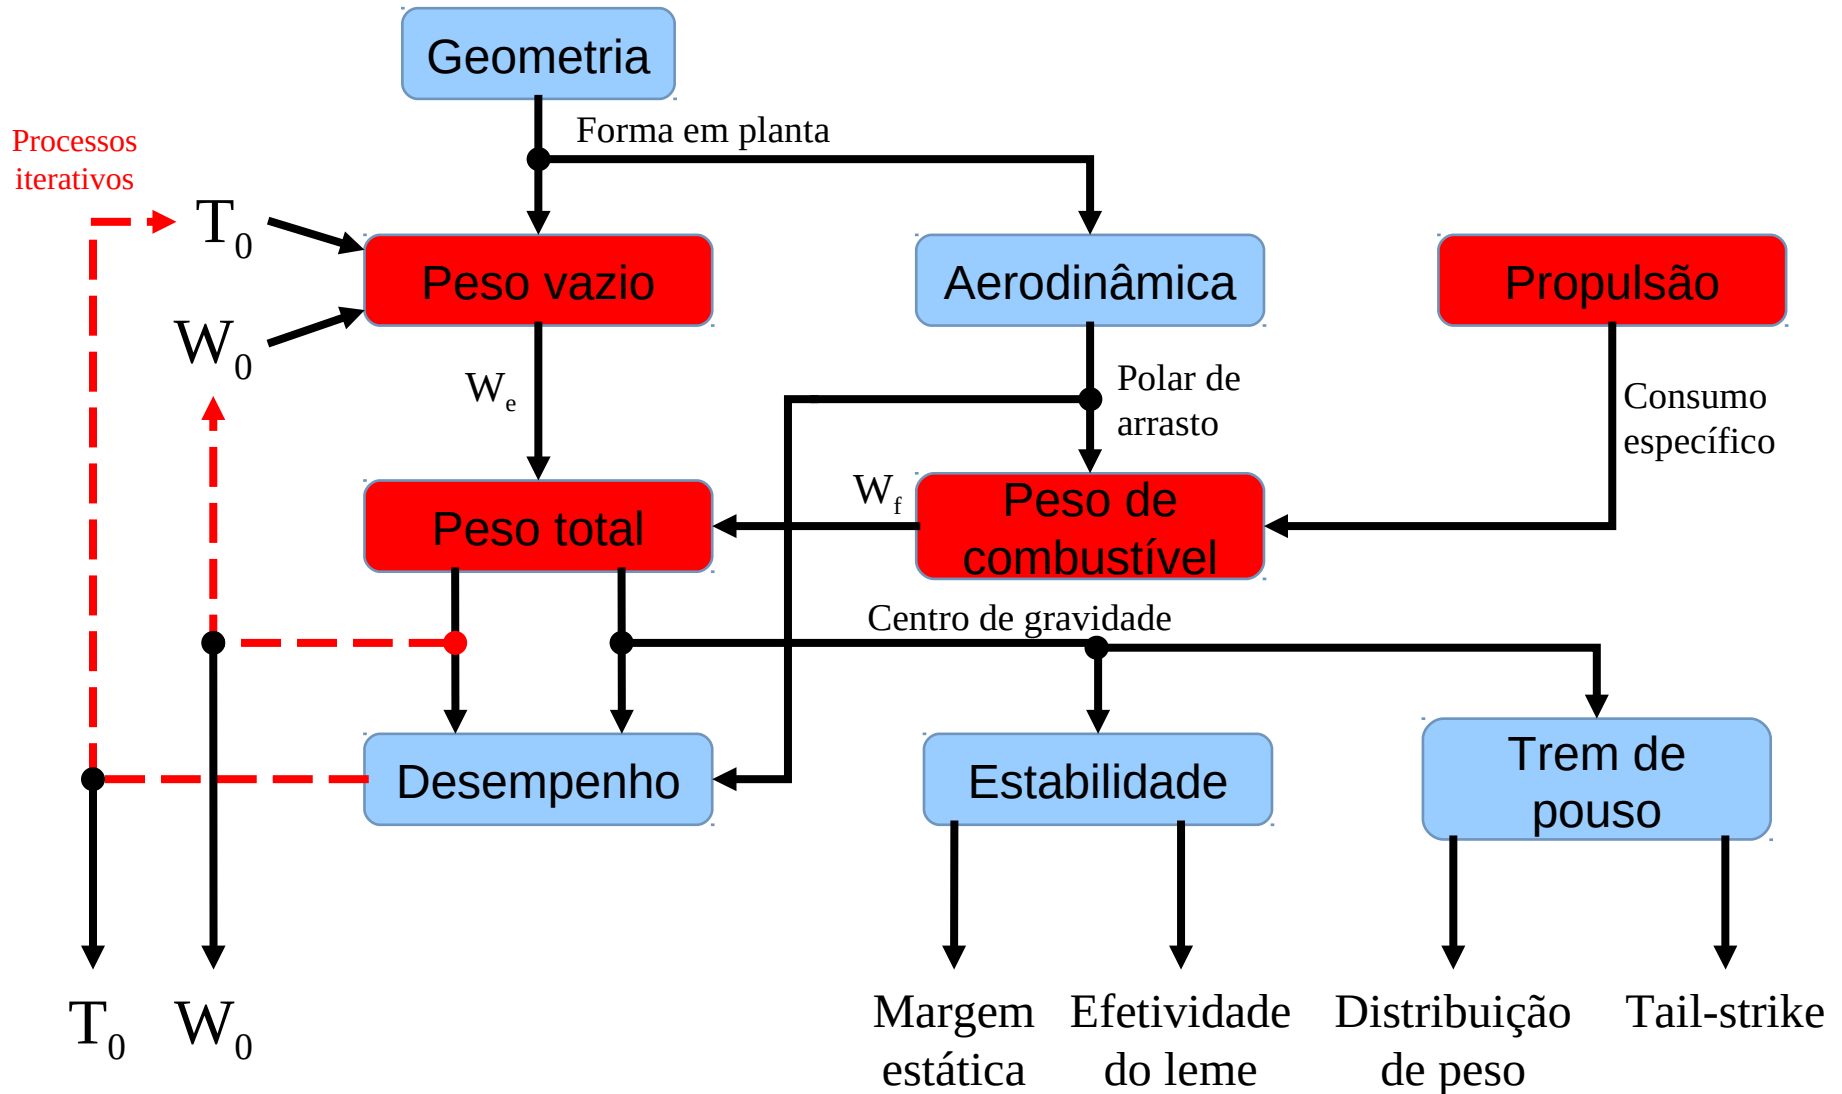 Geometria
Forma em planta
Processos
iterativos
T0
W0
Peso vazio
Aerodinâmica
Propulsão
We
Polar de
arrasto
Consumo
específico
Wf
Peso total
Peso de
combustível
Centro de gravidade
Desempenho
Estabilidade
Trem de
pouso
T0
W0
Margem
estática
Efetividade
do leme
Distribuição
de peso
Tail-strike